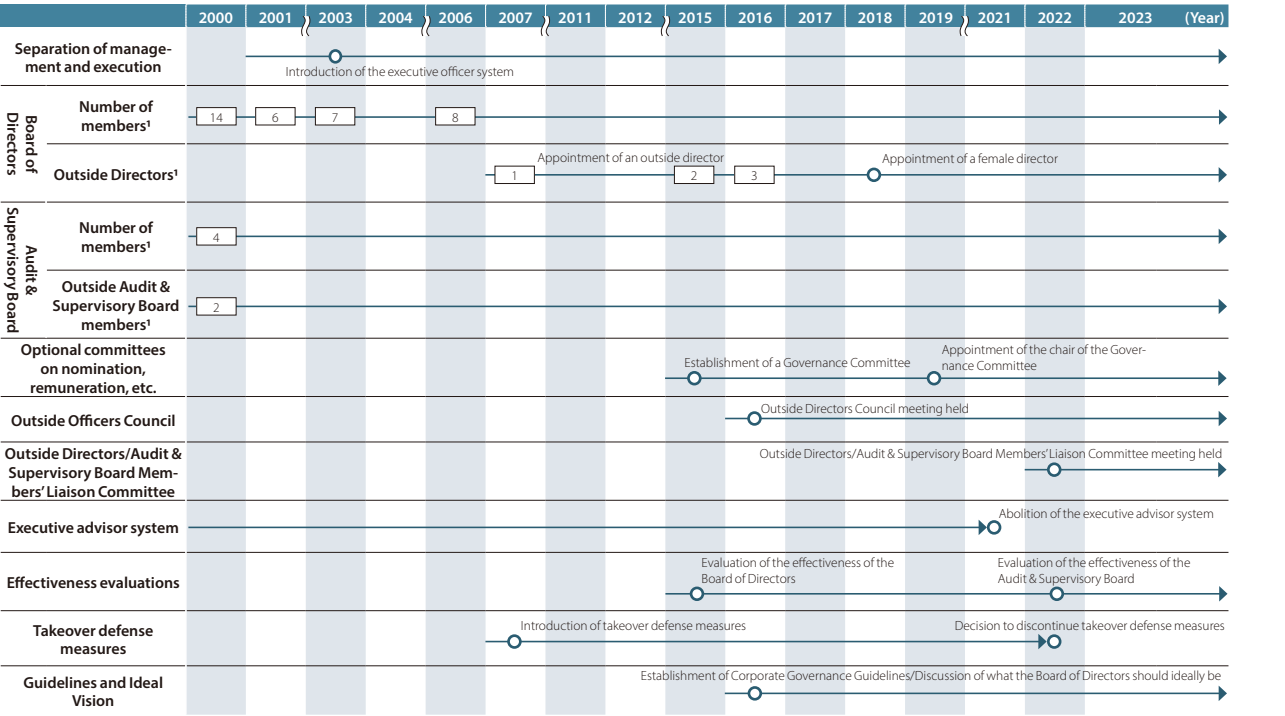 2000 2001 2003 2004 2006 2007 2011 2012 2015 2016 2017 2018 2019 2021 2022 2023 (Year)
Separation of manage-
ment and execution
Introduction of the executive officer system
Board of
Directors
Number of
members¹
14 6 7 8
Outside Directors¹
Appointment of an outside director
1 2 3
Appointment of a female director
Audit &
Supervisory Board
Number of
members¹
4
Outside Audit &
Supervisory Board
members¹
2
Optional committees
on nomination,
remuneration, etc.
Establishment of a Governance Committee
Appointment of the chair of the Gover-
nance Committee
Outside Officers Council
Outside Directors Council meeting held
Outside Directors/Audit &
Supervisory Board Mem-
bers' Liaison Committee
Outside Directors/Audit & Supervisory Board Members' Liaison Committee meeting held
Executive advisor system
Abolition of the executive advisor system
Effectiveness evaluations
Evaluation of the effectiveness of the
Board of Directors
Evaluation of the effectiveness of the
Audit & Supervisory Board
Takeover defense
measures
Introduction of takeover defense measures
Decision to discontinue takeover defense measures
Guidelines and Ideal
Vision
Establishment of Corporate Governance Guidelines/Discussion of what the Board of Directors should ideally be